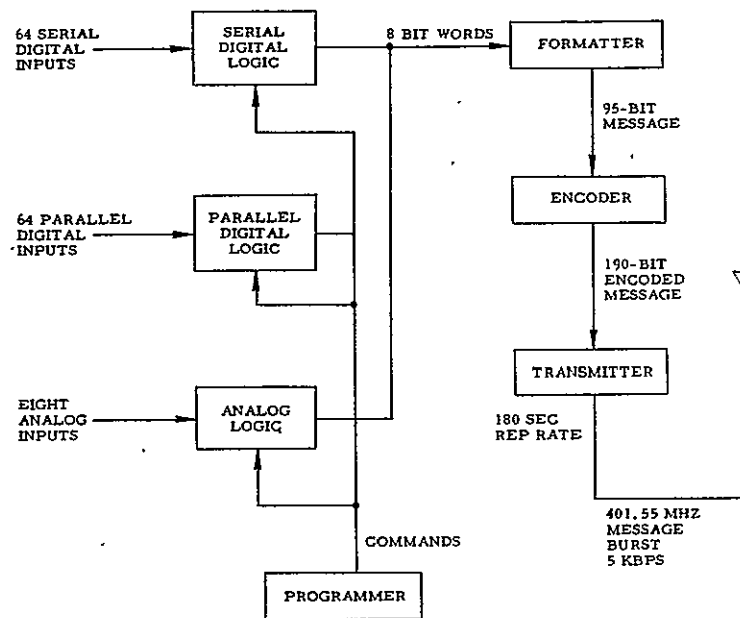 64 SERIAL
DIGITAL
INPUTS
SERIAL
DIGITAL
LOGIC
8 BIT WORDS
FORMATTER
95-BIT
MESSAGE
64 PARALLEL
DIGITAL
INPUTS
PARALLEL
DIGITAL
LOGIC
ENCODER
190-BIT
ENCODED
MESSAGE
EIGHT
ANALOG
INPUTS
ANALOG
LOGIC
TRANSMITTER
180 SEC
REP RATE
401.55 MHZ
MESSAGE
BURST
5 KBPS
COMMANDS
PROGRAMMER